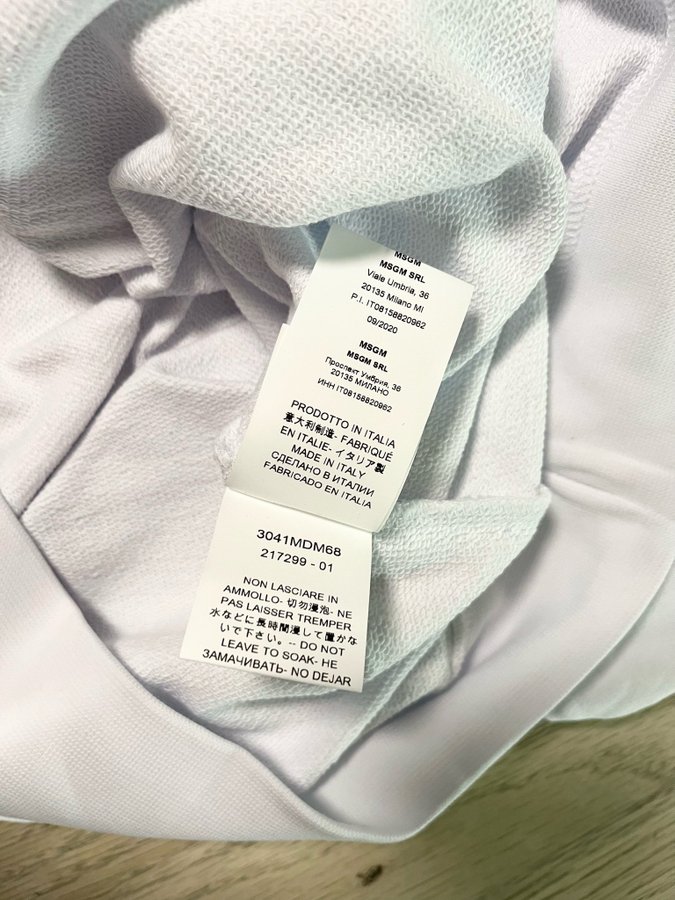 MSGM
MSGM SRL
Viale Umbria, 36
20135 Milano MI
P.I. IT08158820962
09/2020
MSGM
MSGM SRL
Проспект Умбрия, 36
20135 МИЛАНО
ИНН IT08158820962
PRODOTTO IN ITALIA
意大利制造- FABRIQUÉ
EN ITALIE- イタリア製
MADE IN ITALY
СДЕЛАНО В ИТАЛИИ
FABRICADO EN ITALIA
3041MDM68
217299 - 01
NON LASCIARE IN
AMMOLLO- 切勿漫泡- NE
PAS LAISSER TREMPER
水などに長時間漫して置かな
いで下さい。-- DO NOT
LEAVE TO SOAK- НЕ
ЗАМАЧИВАТЬ- NO DEJAR